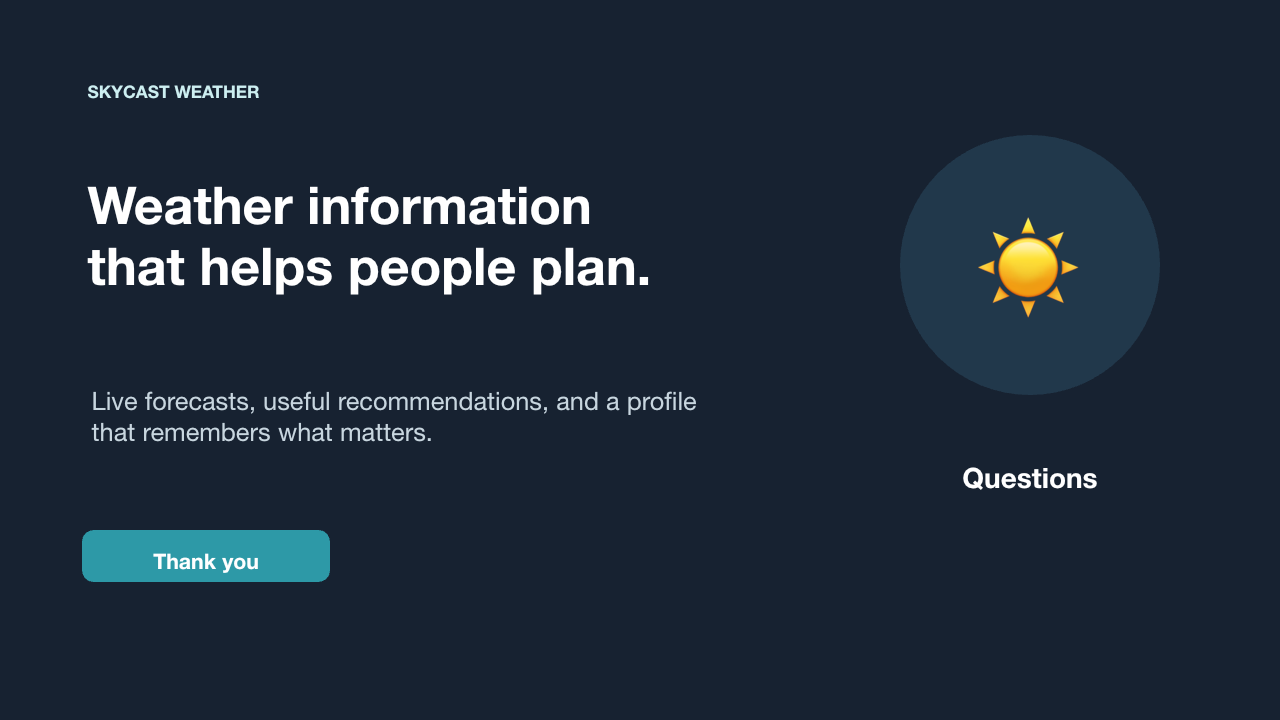 SKYCAST WEATHER
Weather information
that helps people plan.
Live forecasts, useful recommendations, and a profile
that remembers what matters.
Questions
Thank you